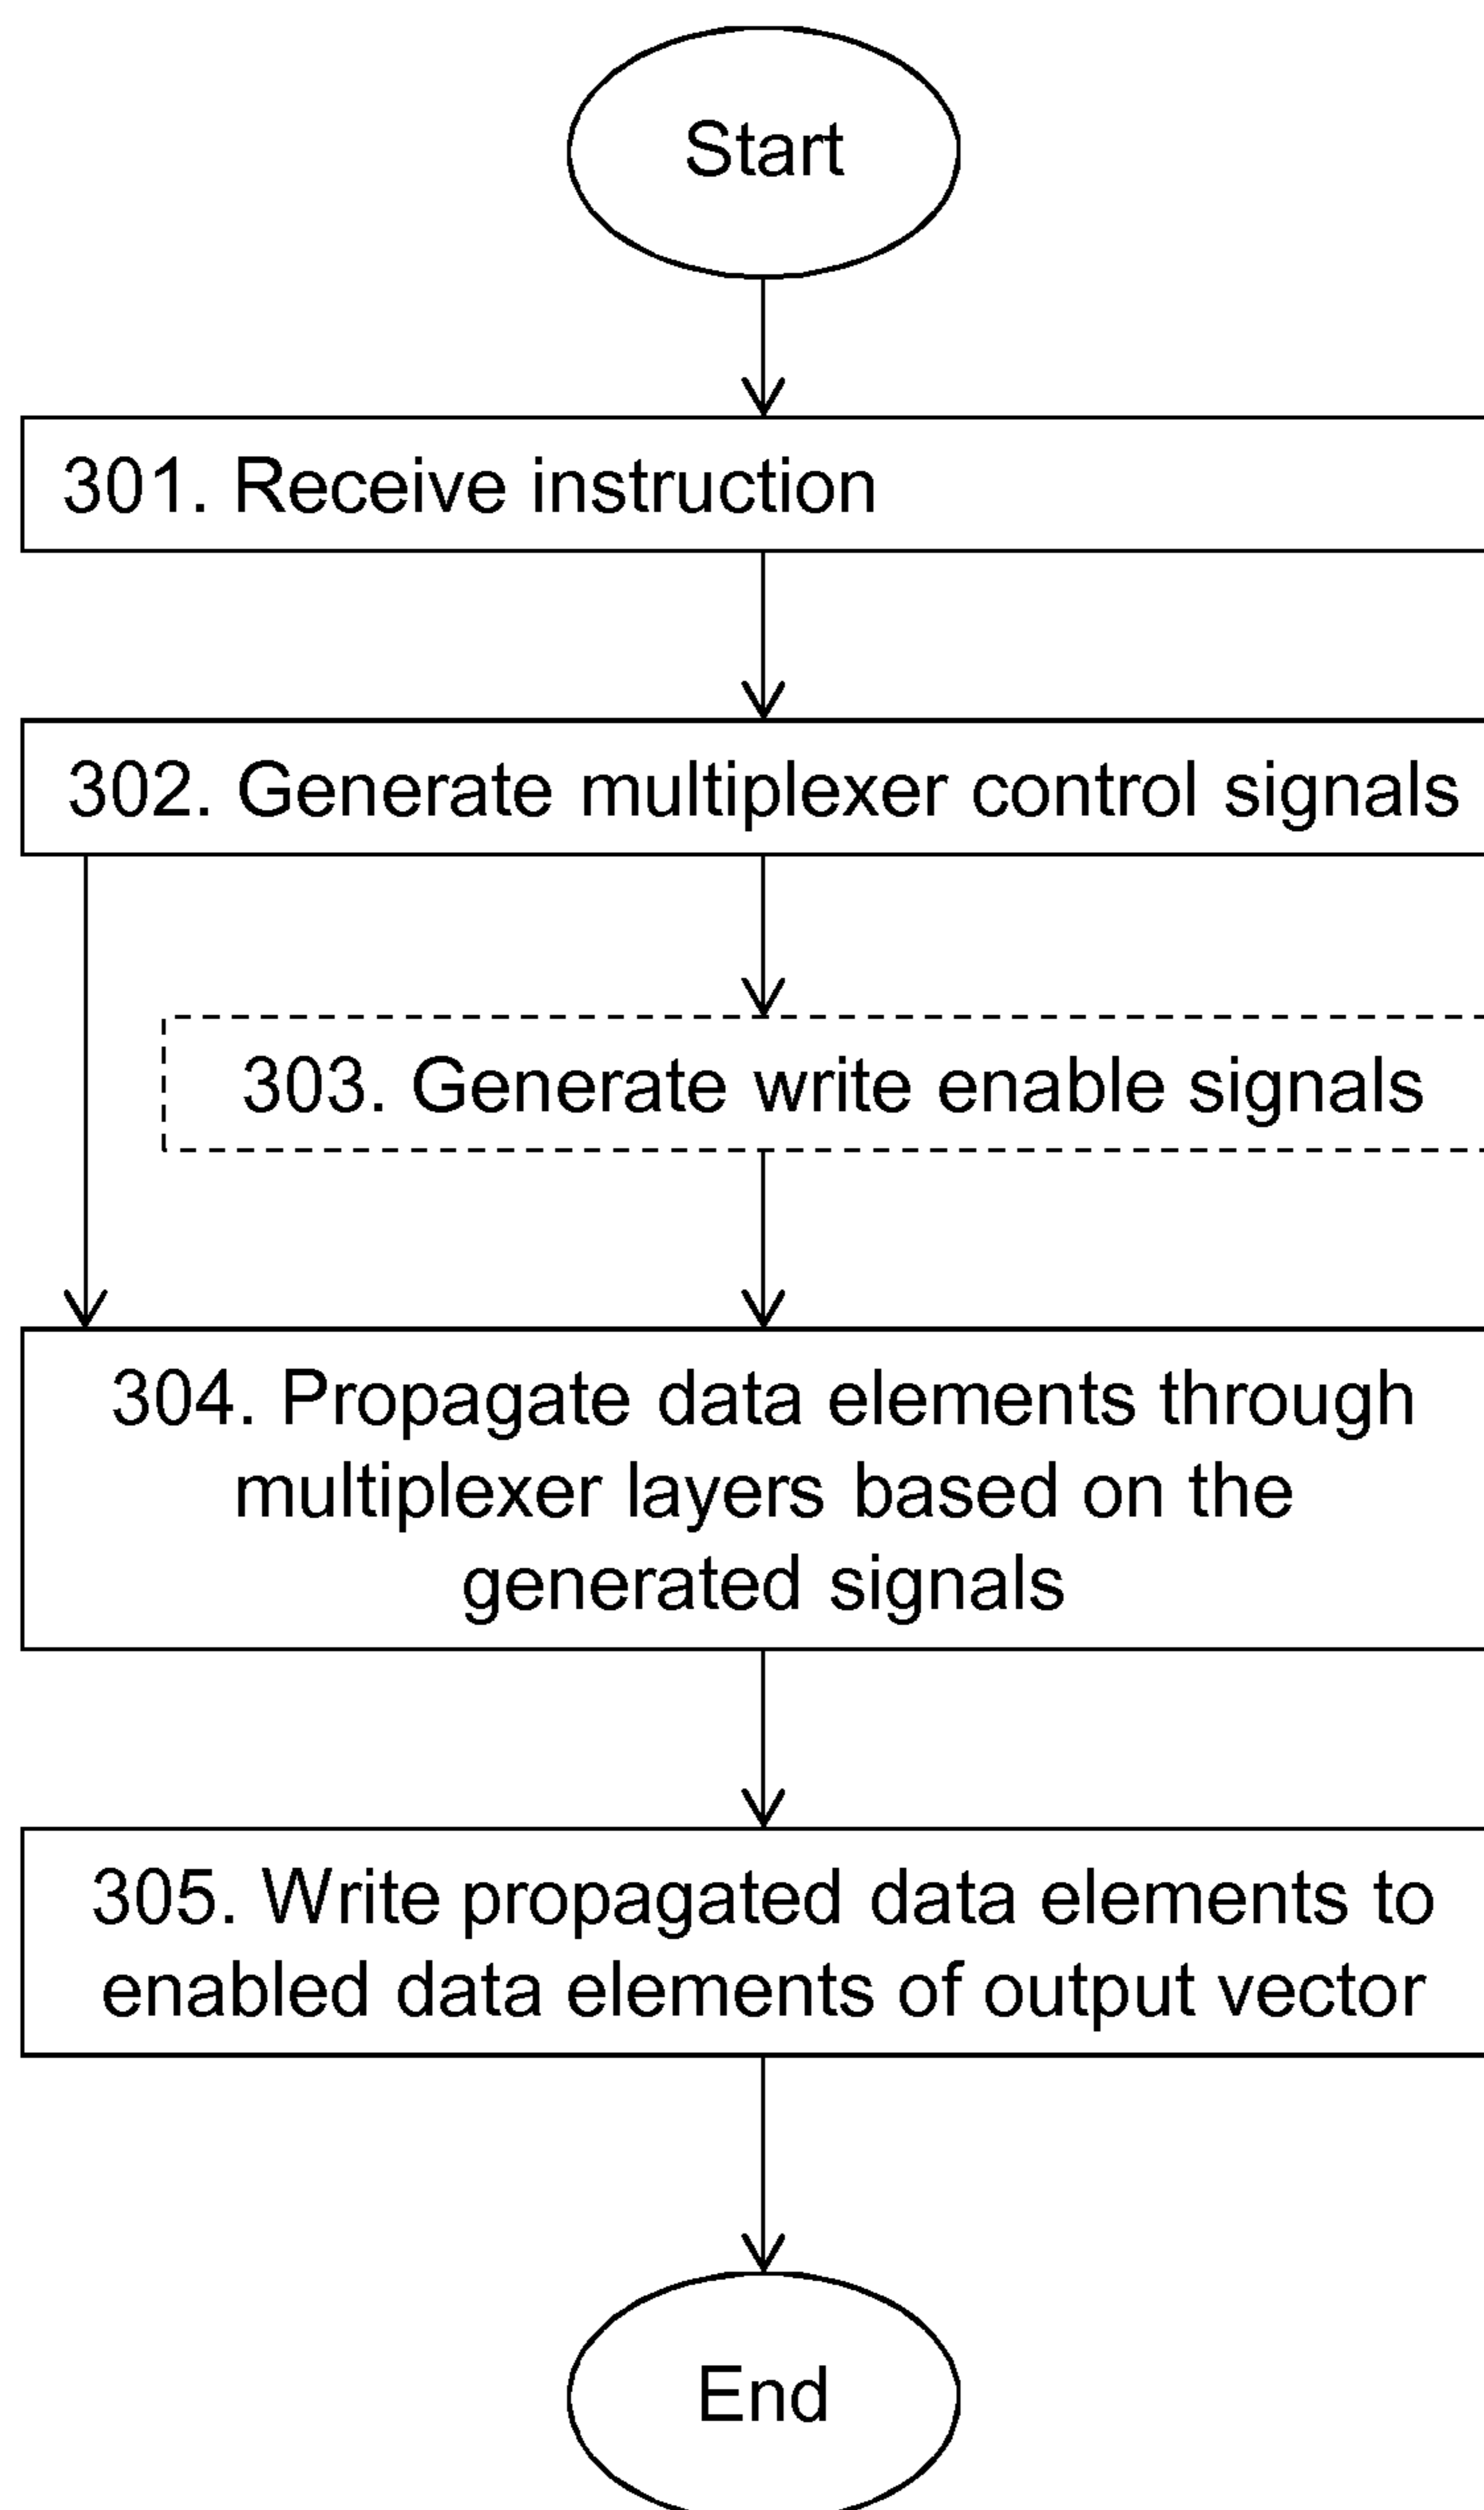 Start
301. Receive instruction
302. Generate multiplexer control signals
303. Generate write enable signals
304. Propagate data elements through
multiplexer layers based on the
generated signals
305. Write propagated data elements to
enabled data elements of output vector
End